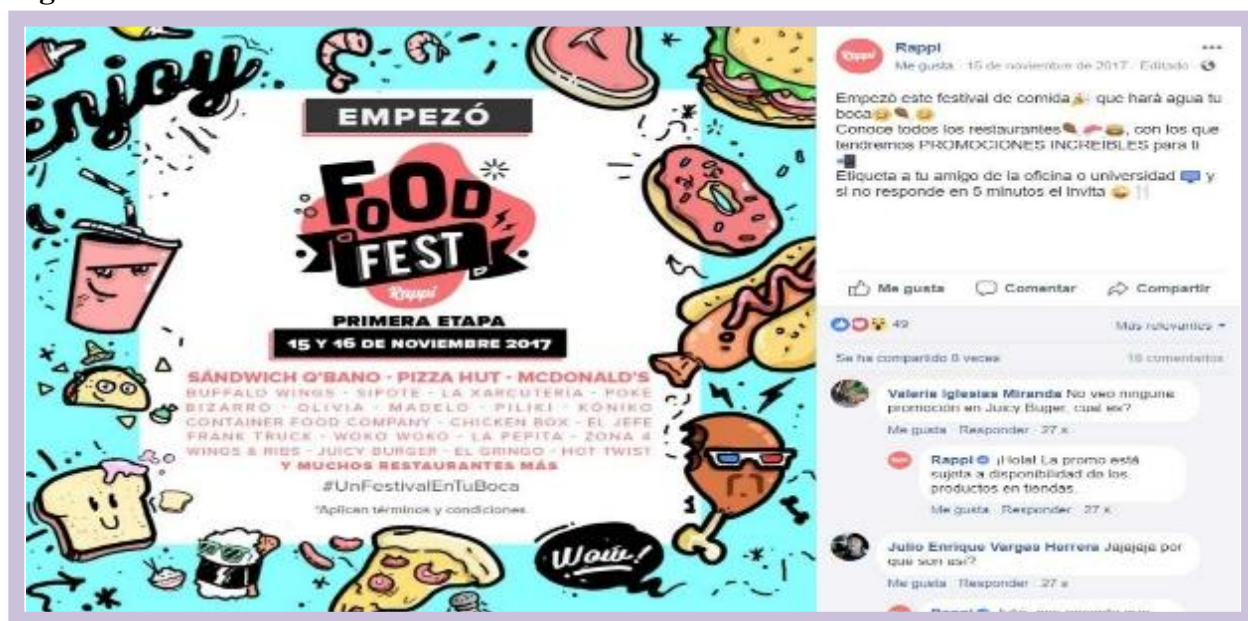 Enjoy
EMPEZÓ
FOOD
FEST
Rappi
PRIMERA ETAPA
15 Y 16 DE NOVIEMBRE 2017
SÁNDWICH Q'BANO · PIZZA HUT · MCDONALD'S
BUFFALO WINGS · SIPOTE · LA XARCUTERIA · POKE
BIZARRO · OLIVIA · MADELO · PILIKI · KONIKO
CONTAINER FOOD COMPANY · CHICKEN BOX · EL JEFE
FRANK TRUCK · WOKO WOKO · LA PEPITA · ZONA 4
WINGS & RIBS · JUICY BURGER · EL GRINGO · HOT TWIST
Y MUCHOS RESTAURANTES MÁS
#UnFestivalEnTuBoca
*Aplican términos y condiciones.
Wow!
Rappi
Rappi
Me gusta · 15 de noviembre de 2017 · Editado ·
Empezó este festival de comida que hará agua tu
boca
Conoce todos los restaurantes , con los que
tendremos PROMOCIONES INCREIBLES para ti
Etiqueta a tu amigo de la oficina o universidad y
si no responde en 5 minutos el invita
Me gusta Comentar Compartir
49 Más relevantes
Se ha compartido veces comentarios
Valerie Iglesias Miranda No veo ninguna
promoción en Juicy Buger, cual es?
Me gusta · Responder · 27 s
Rappi ¡Hola! La promo está
sujeta a disponibilidad de los
productos en tiendas.
Me gusta · Responder · 27 s
Julio Enrique Vargas Herrera Jajajaja por
que son así?
Me gusta · Responder · 27 s
Rappi